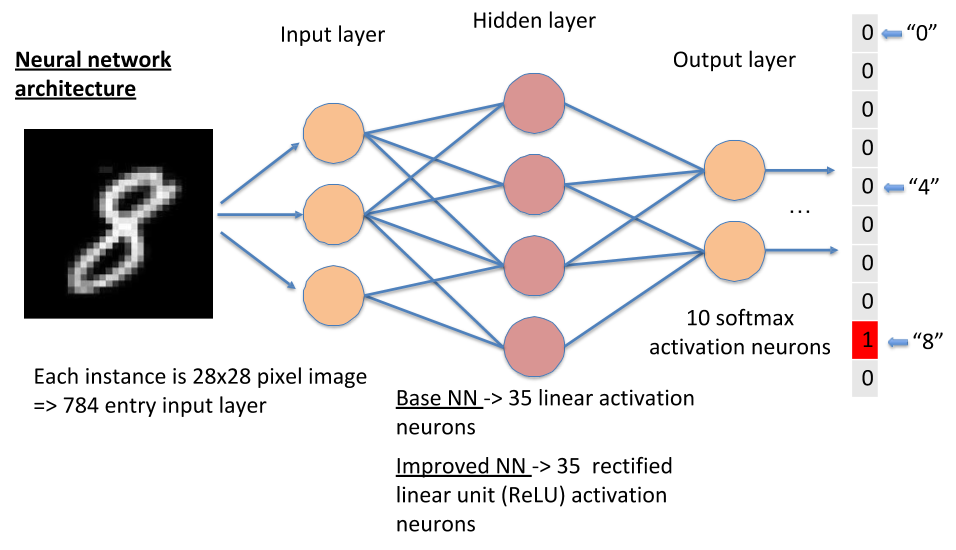 Neural network
architecture
Input layer
Hidden layer
Output layer
0
0
0
0
0
0
0
0
1
0
“0”
“4”
“8”
...
10 softmax
activation neurons
Each instance is 28x28 pixel image
=> 784 entry input layer
Base NN -> 35 linear activation
neurons
Improved NN -> 35 rectified
linear unit (ReLU) activation
neurons